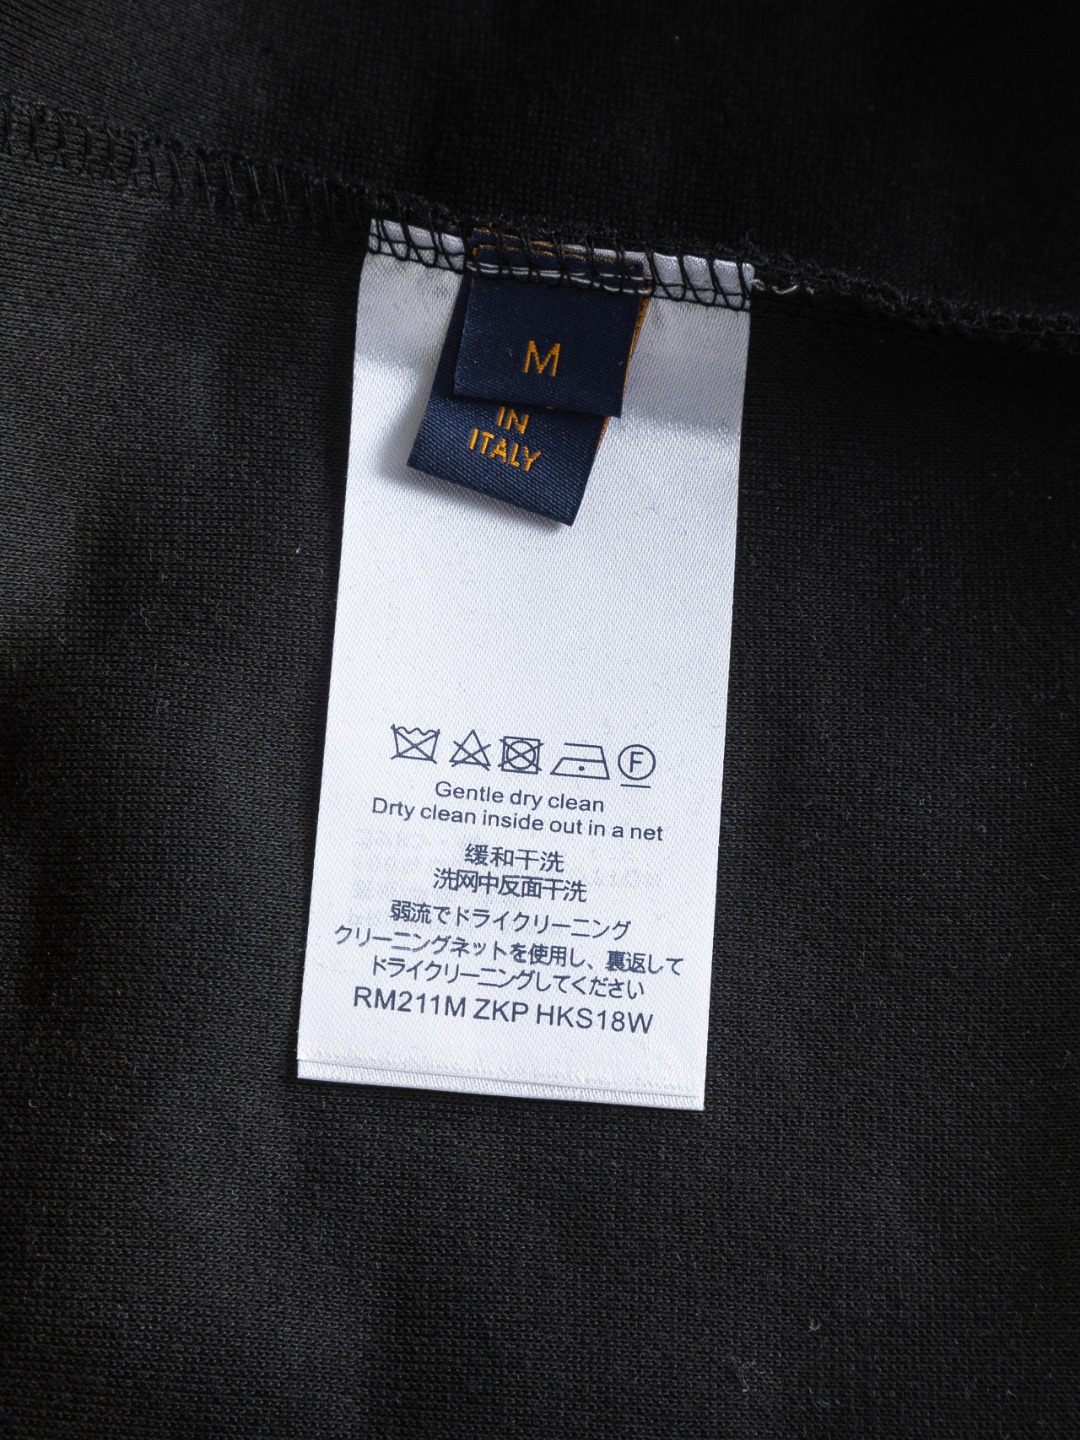 M
IN
ITALY
F
Gentle dry clean
Drty clean inside out in a net
缓和干洗
洗网中反面干洗
弱流でドライクリーニング
クリーニングネットを使用し、裏返して
ドライクリーニングしてください
RM211M ZKP HKS18W